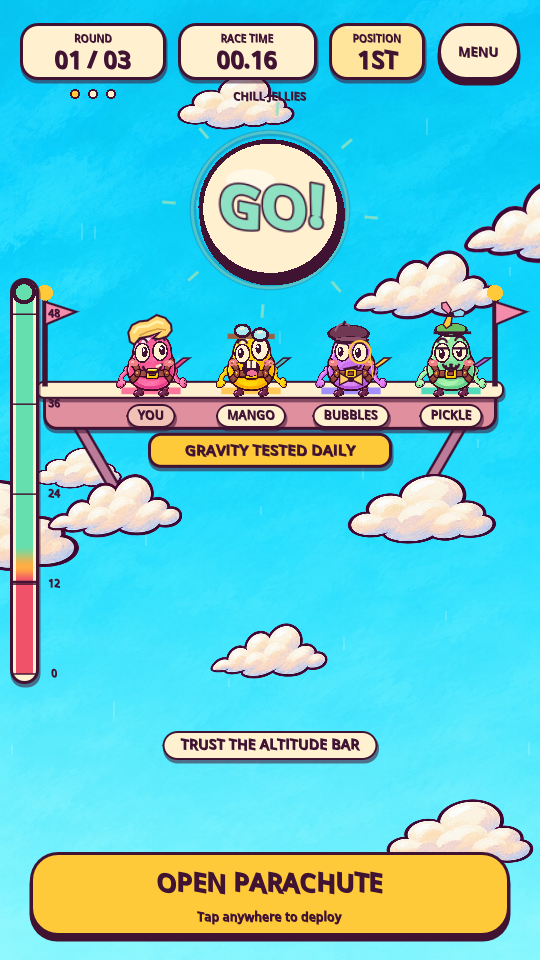 ROUND
01 / 03
RACE TIME
00.16
POSITION
1ST
MENU
CHILL JELLIES
GO!
48
36
24
12
0
YOU
MANGO
BUBBLES
PICKLE
GRAVITY TESTED DAILY
TRUST THE ALTITUDE BAR
OPEN PARACHUTE
Tap anywhere to deploy